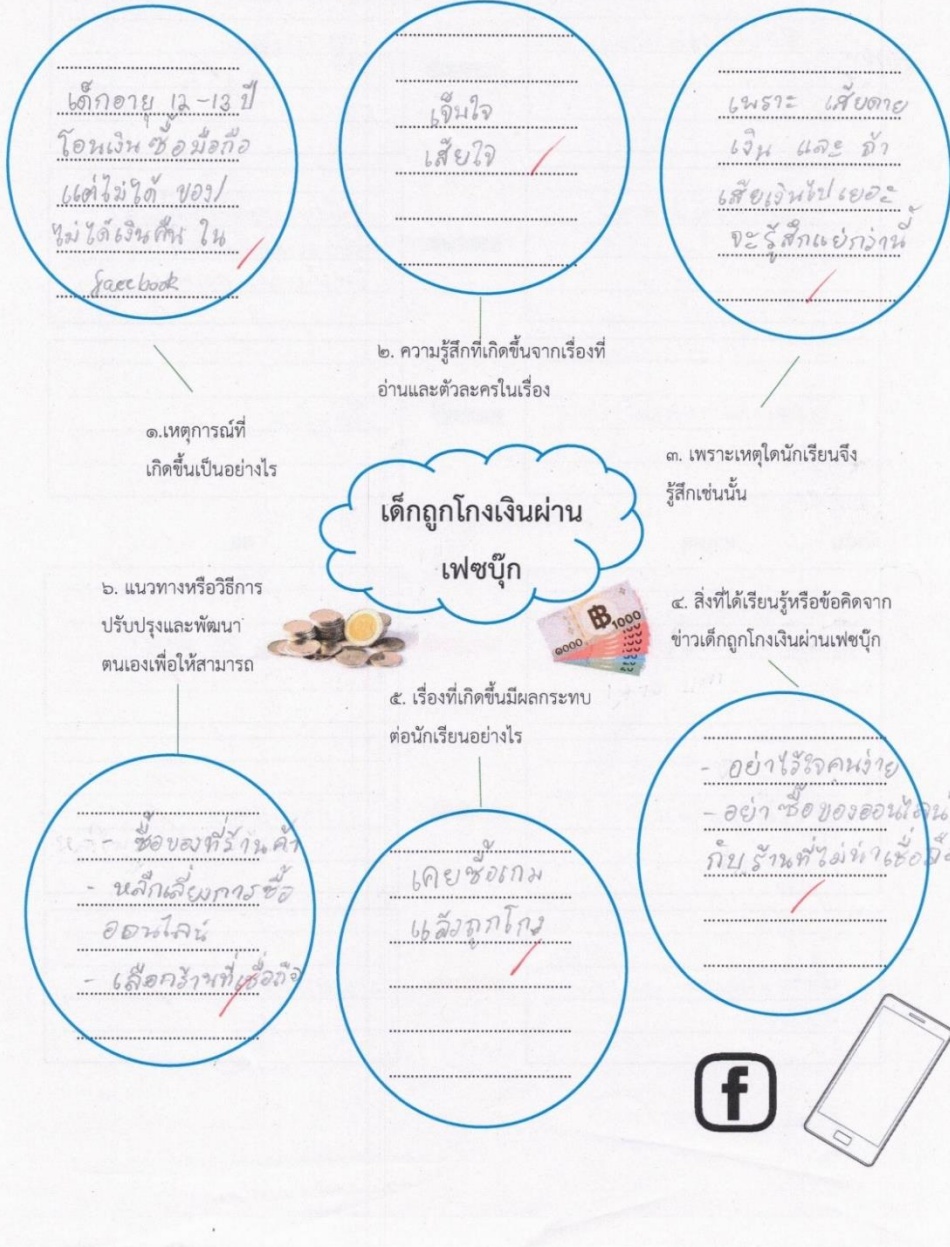 เด็กอายุ 12-13 ปี
โอนเงินซื้อมือถือ
แต่ไม่ได้ ของ/
ไม่ได้เงินคืน ใน
facebook
เจ็บใจ
เสียใจ
เพราะ เสียดาย
เงิน และ ถ้า
เสียเงินไปเยอะ
จะรู้สึกแย่กว่านี้
๒. ความรู้สึกที่เกิดขึ้นจากเรื่องที่
อ่านและตัวละครในเรื่อง
๑.เหตุการณ์ที่
เกิดขึ้นเป็นอย่างไร
๓. เพราะเหตุใดนักเรียนจึง
รู้สึกเช่นนั้น
เด็กถูกโกงเงินผ่าน
เฟซบุ๊ก
๖. แนวทางหรือวิธีการ
ปรับปรุงและพัฒนา
ตนเองเพื่อให้สามารถ
฿
1000
๑๐๐๐
๔. สิ่งที่ได้เรียนรู้หรือข้อคิดจาก
ข่าวเด็กถูกโกงเงินผ่านเฟซบุ๊ก
๕. เรื่องที่เกิดขึ้นมีผลกระทบ
ต่อนักเรียนอย่างไร
- ซื้อของที่ร้านค้า
- หลีกเลี่ยงการซื้อ
ออนไลน์
- เลือกร้านที่เชื่อถือ
เคยซื้อเกม
แล้วถูกโกง
- อย่าไว้ใจคนง่าย
- อย่า ซื้อของออนไลน์
กับร้านที่ไม่น่าเชื่อถือ
f